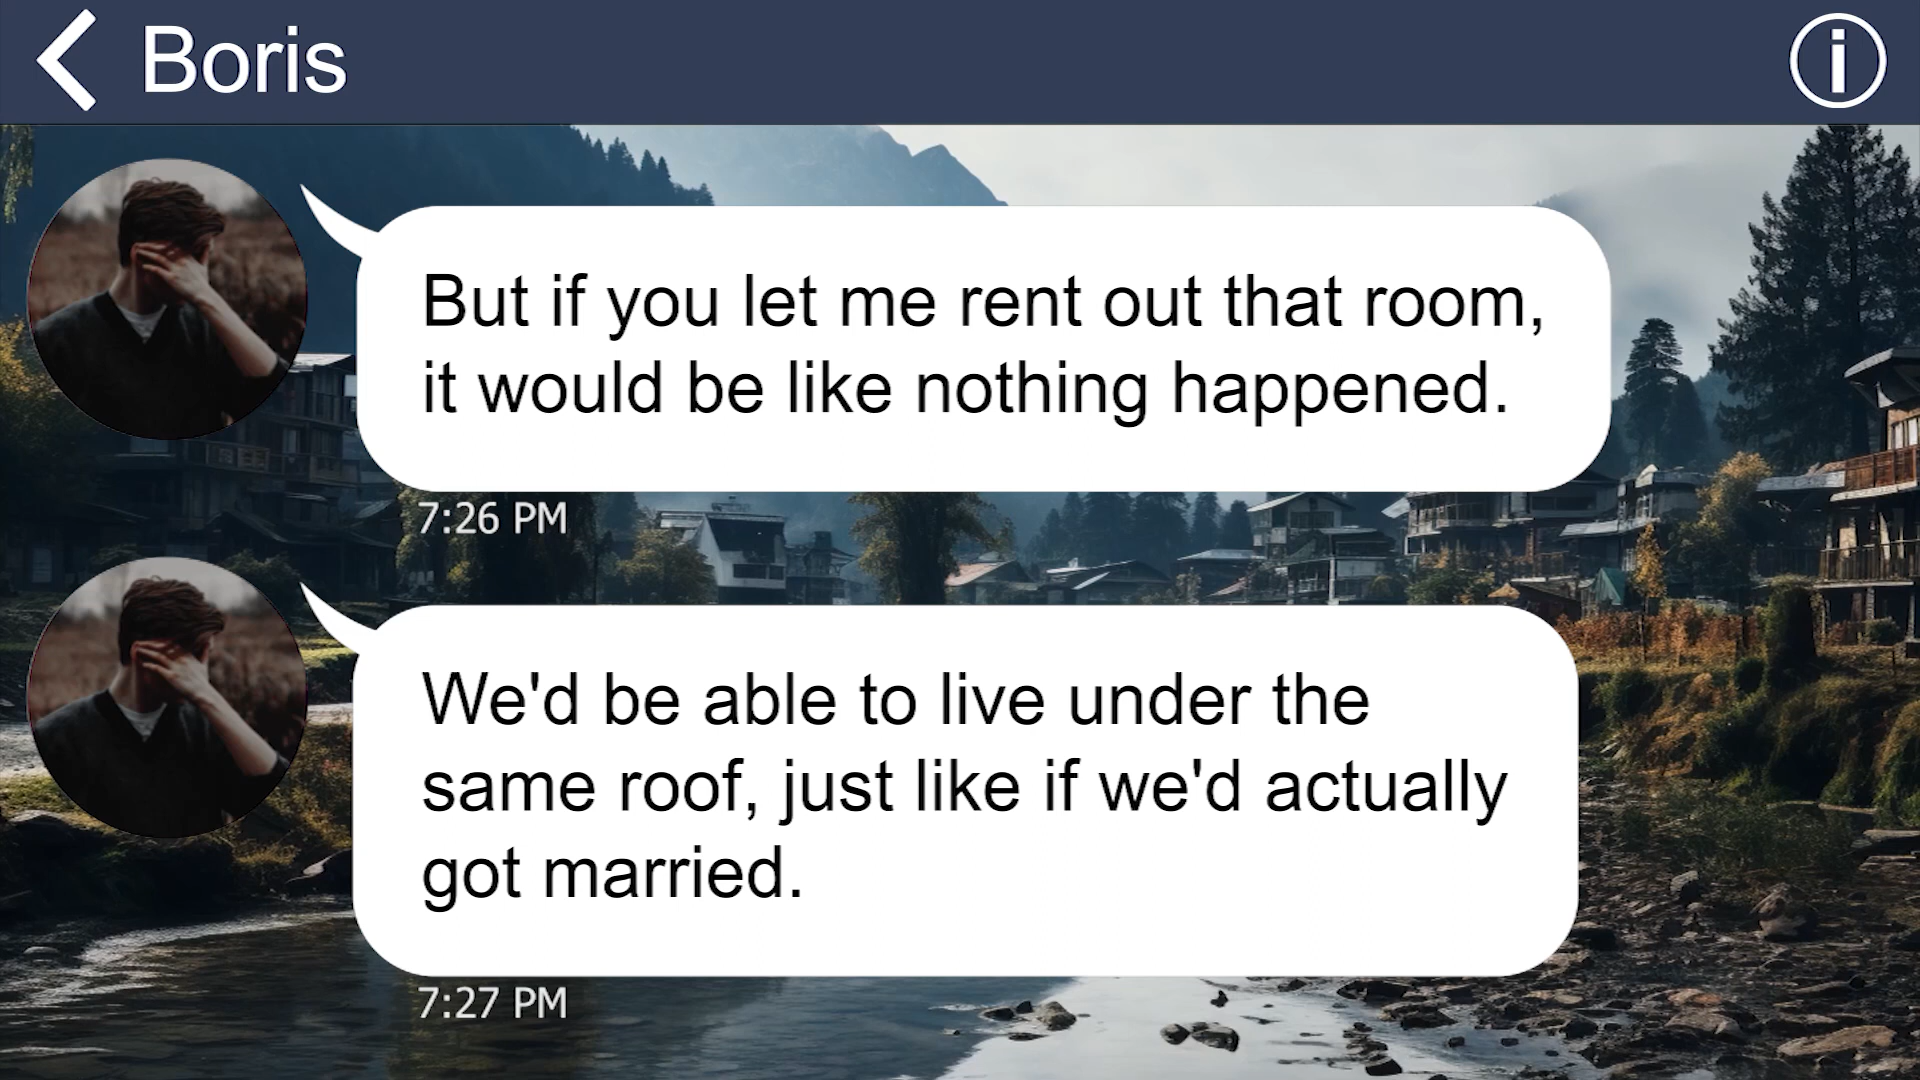 Boris
But if you let me rent out that room,
it would be like nothing happened.
7:26 PM
We'd be able to live under the
same roof, just like if we'd actually
got married.
7:27 PM